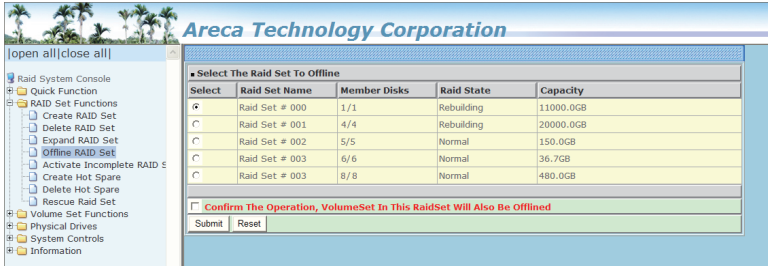 Areca Technology Corporation
|open all|close all|
Raid System Console
Quick Function
RAID Set Functions
Create RAID Set
Delete RAID Set
Expand RAID Set
Offline RAID Set
Activate Incomplete RAID S
Create Hot Spare
Delete Hot Spare
Rescue Raid Set
Volume Set Functions
Physical Drives
System Controls
Information
Select The Raid Set To Offline
Select Raid Set Name Member Disks Raid State Capacity
Raid Set # 000 1/1 Rebuilding 11000.0GB
Raid Set # 001 4/4 Rebuilding 20000.0GB
Raid Set # 002 5/5 Normal 150.0GB
Raid Set # 003 6/6 Normal 36.7GB
Raid Set # 003 8/8 Normal 480.0GB
Confirm The Operation, VolumeSet In This RaidSet Will Also Be Offlined
Submit Reset